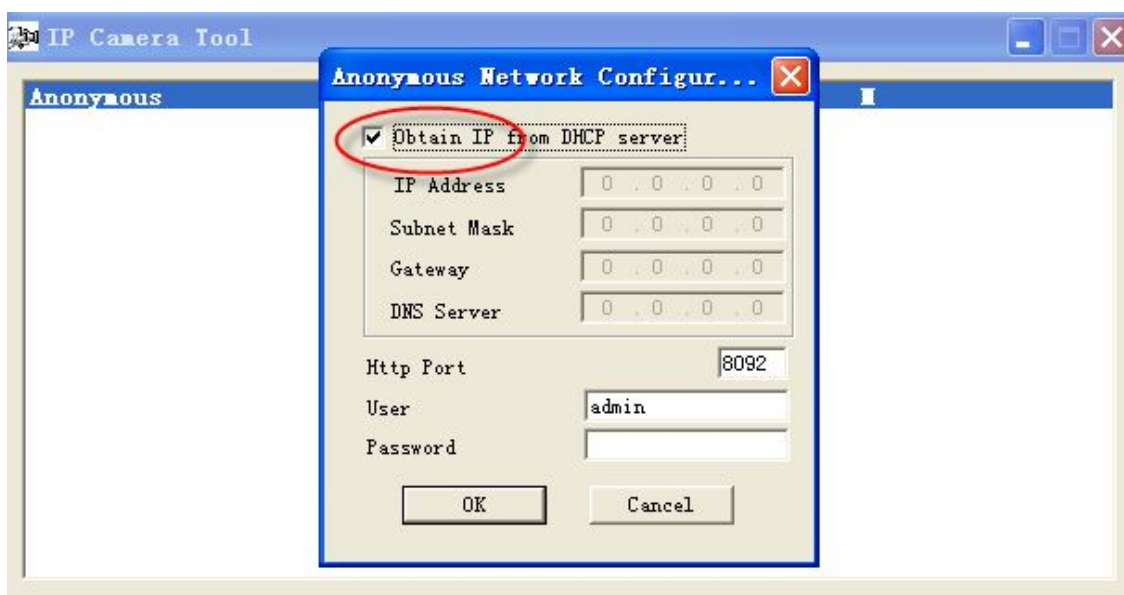 IP Camera Tool
Anonymous Network Configur...
Anonymous
Obtain IP from DHCP server
IP Address 0 . 0 . 0 . 0
Subnet Mask 0 . 0 . 0 . 0
Gateway 0 . 0 . 0 . 0
DNS Server 0 . 0 . 0 . 0
Http Port 8092
User admin
Password
OK Cancel